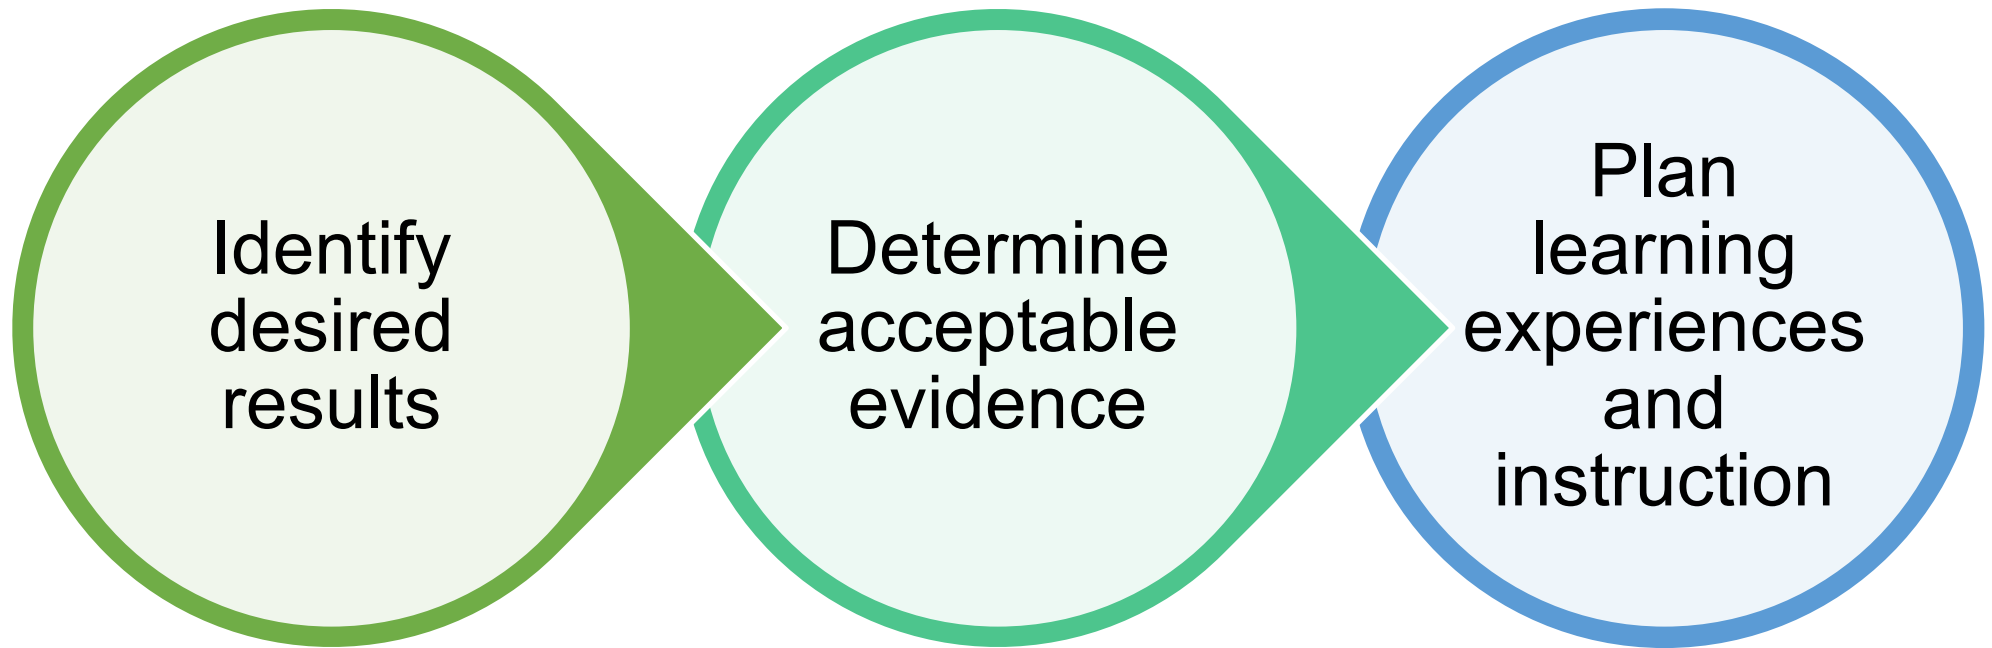 Identify
desired
results
Determine
acceptable
evidence
Plan
learning
experiences
and
instruction